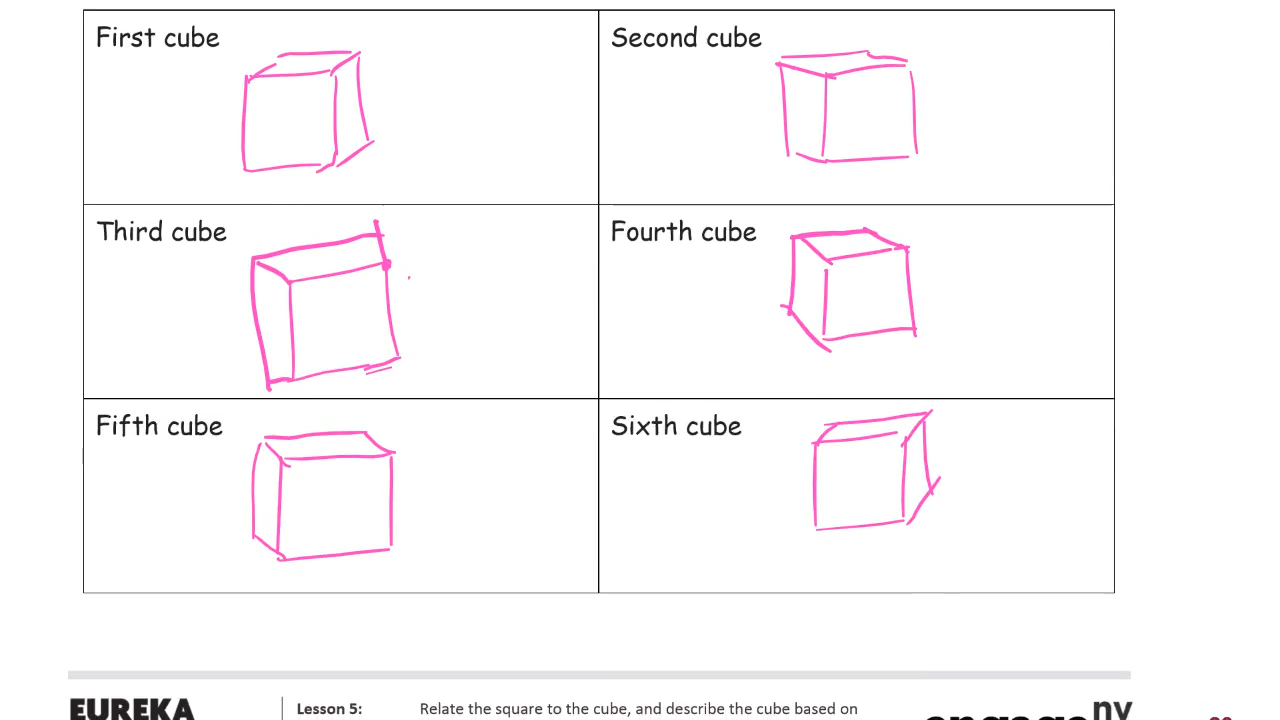 First cube
Second cube
Third cube
Fourth cube
Fifth cube
Sixth cube
EUREKA
Lesson 5:
Relate the square to the cube, and describe the cube based on
engageny